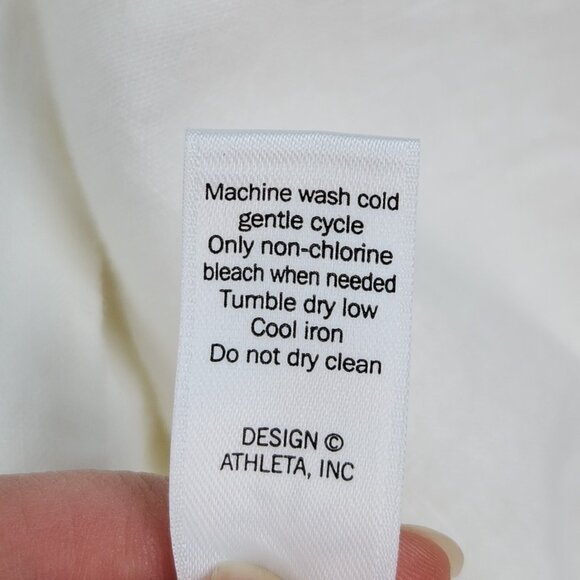 Machine wash cold
gentle cycle
Only non-chlorine
bleach when needed
Tumble dry low
Cool iron
Do not dry clean
DESIGN ©
ATHLETA, INC